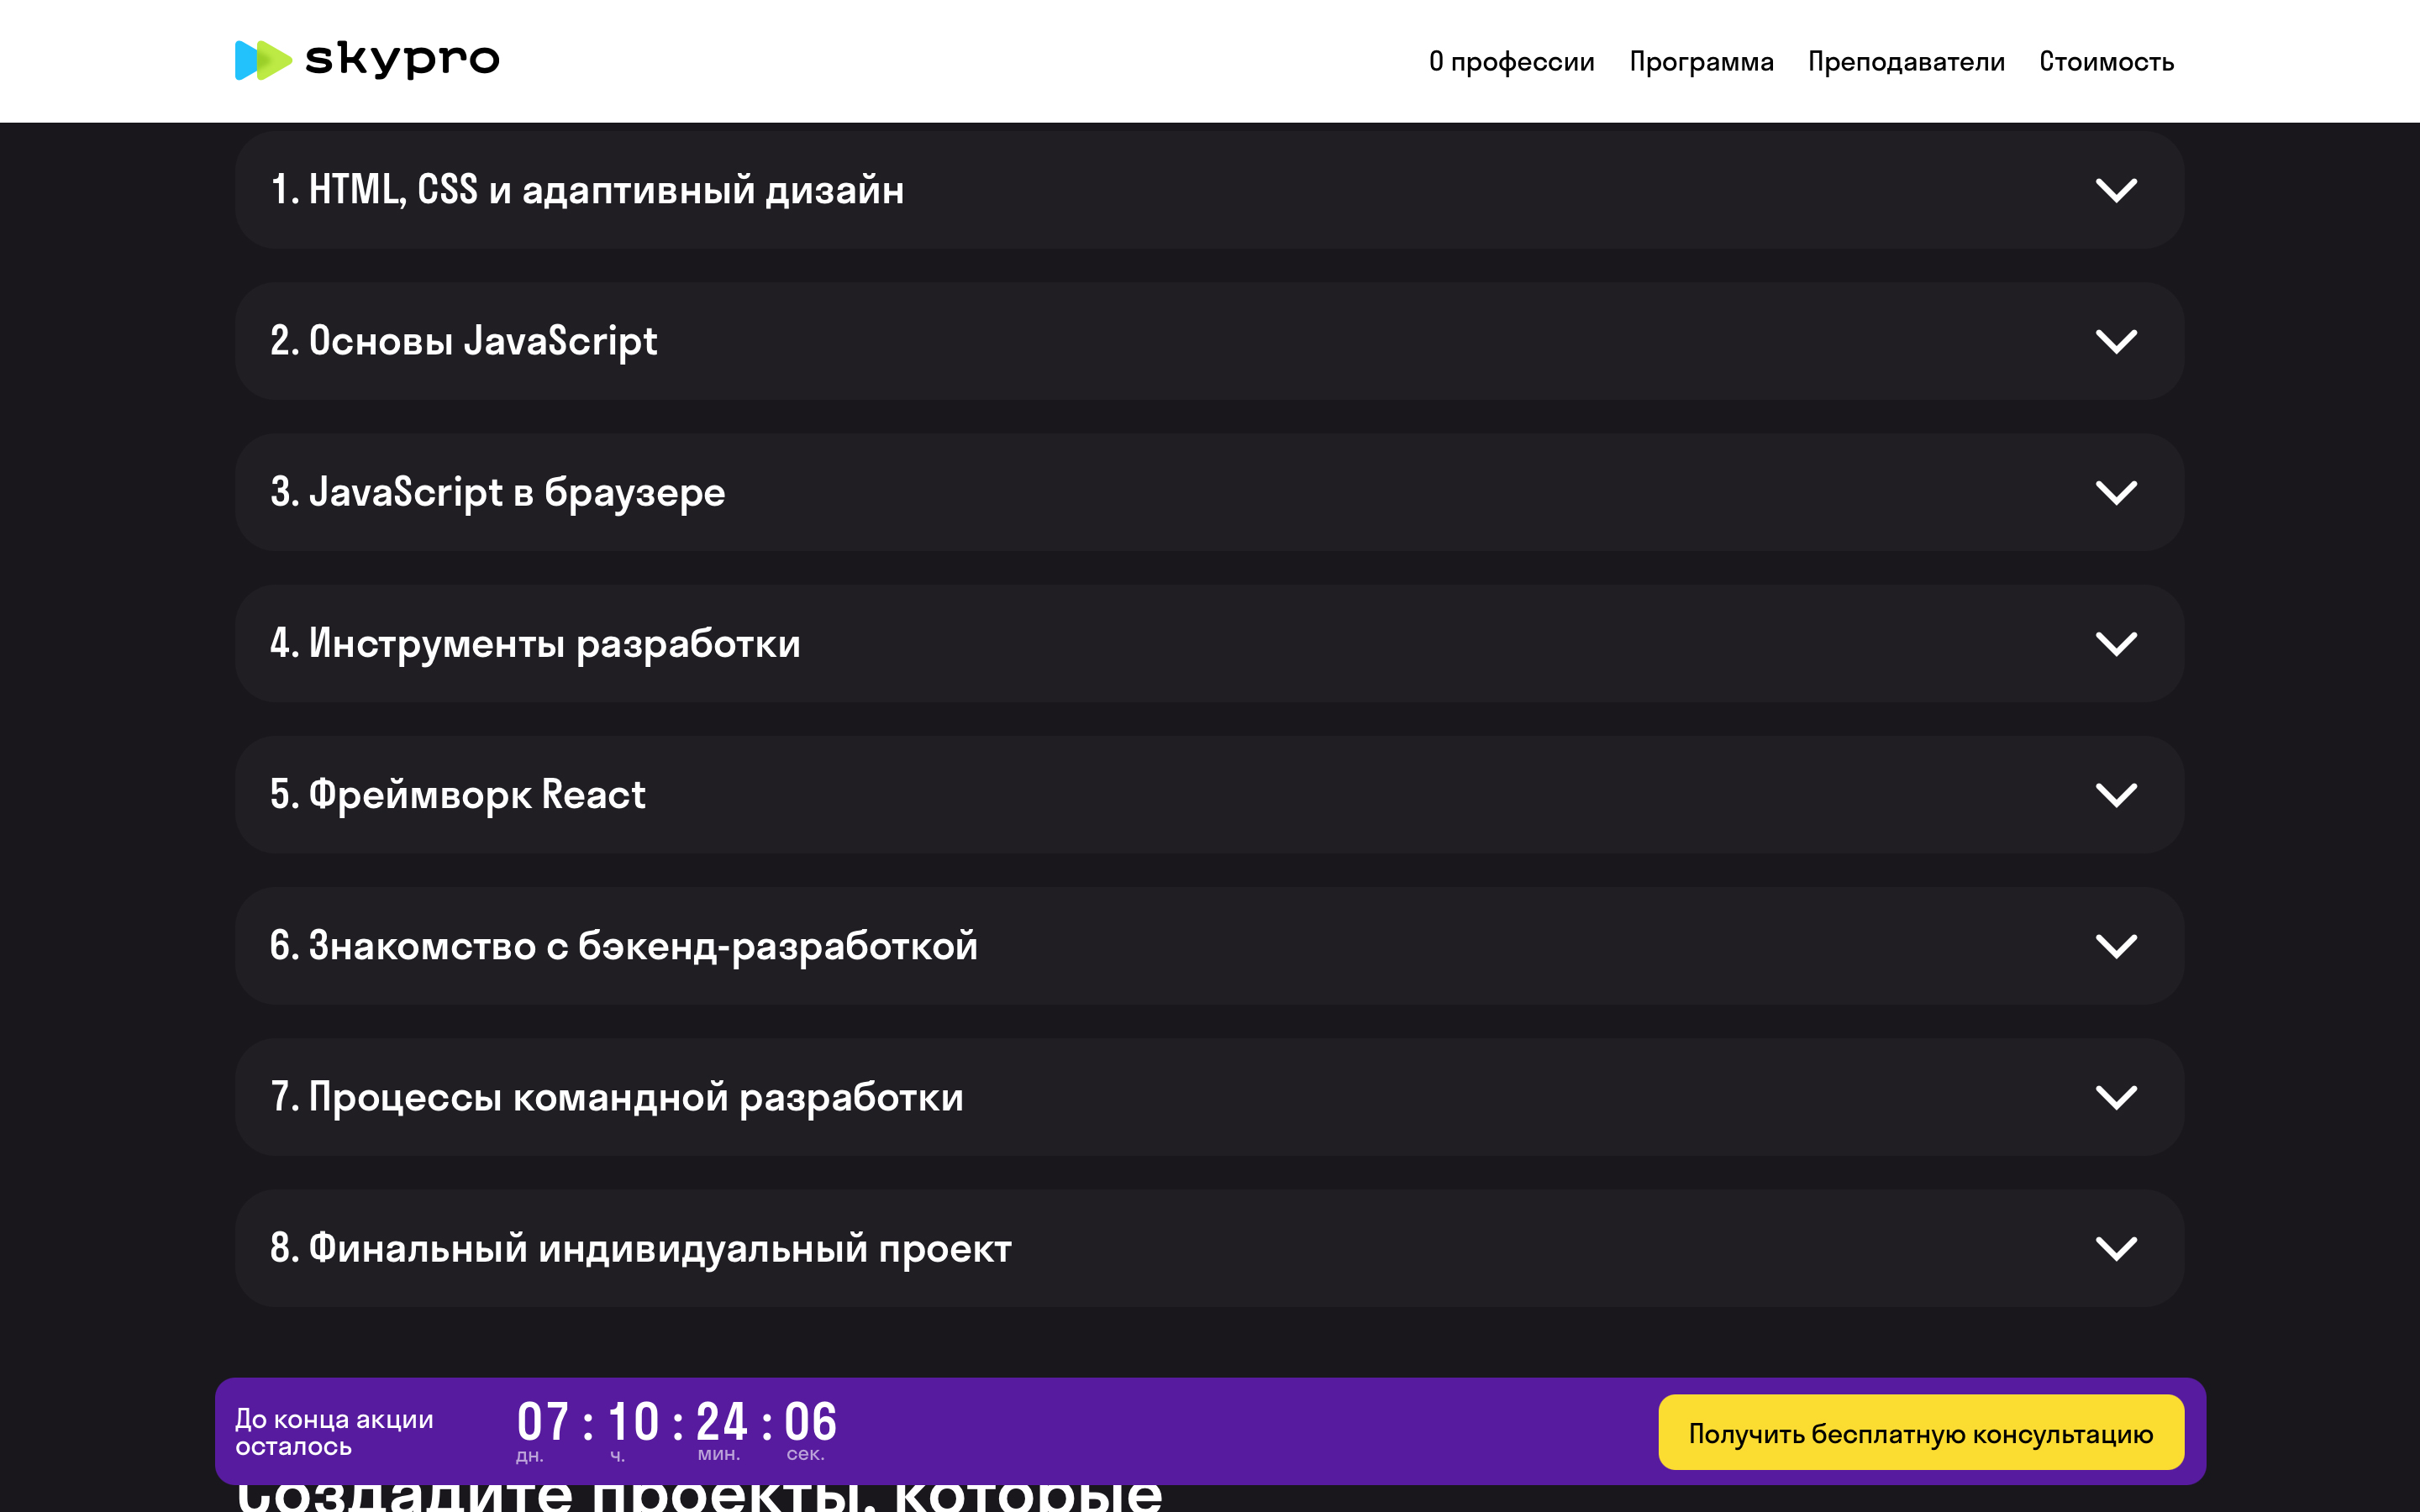 skypro
О профессии Программа Преподаватели Стоимость
1. HTML, CSS и адаптивный дизайн
2. Основы JavaScript
3. JavaScript в браузере
4. Инструменты разработки
5. Фреймворк React
6. Знакомство с бэкенд-разработкой
7. Процессы командной разработки
8. Финальный индивидуальный проект
До конца акции
осталось
07 : 10 : 24 : 06
дн. ч. мин. сек.
Получить бесплатную консультацию
Создадите проекты, которые